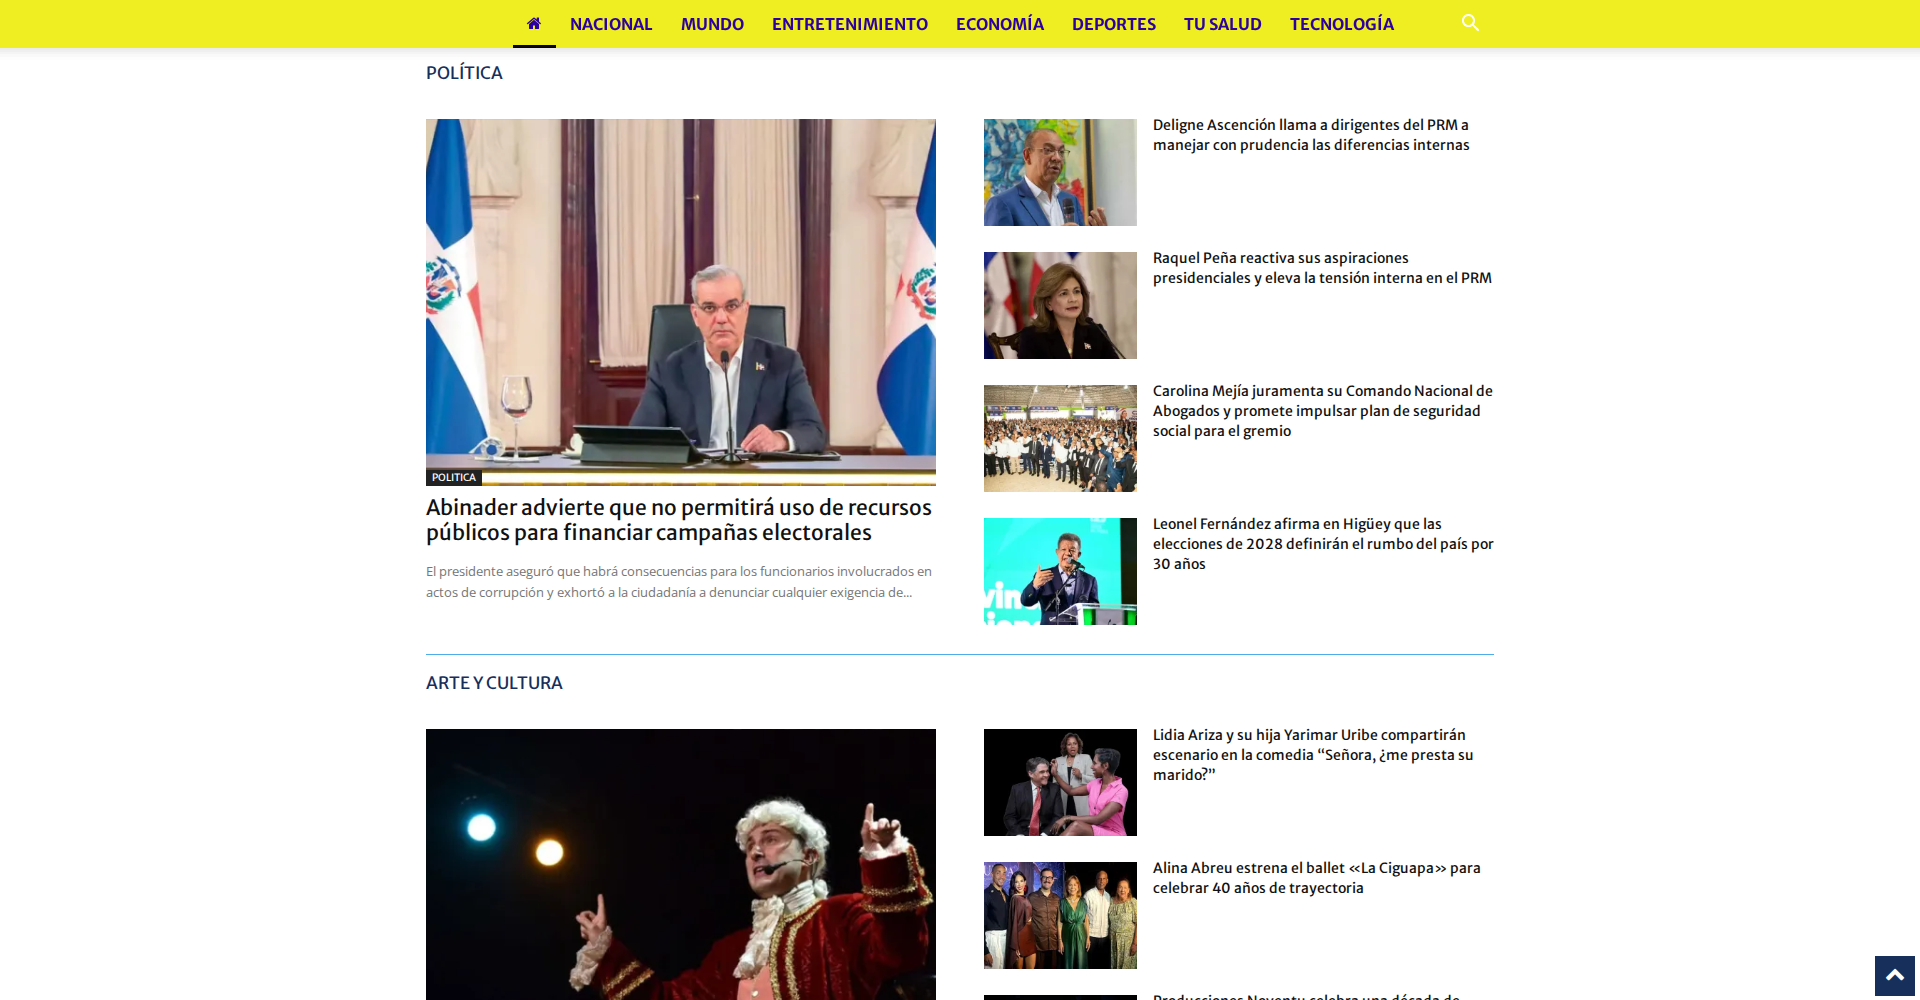 NACIONAL MUNDO ENTRETENIMIENTO ECONOMÍA DEPORTES TU SALUD TECNOLOGÍA
POLÍTICA
POLITICA
Abinader advierte que no permitirá uso de recursos
públicos para financiar campañas electorales
El presidente aseguró que habrá consecuencias para los funcionarios involucrados en
actos de corrupción y exhortó a la ciudadanía a denunciar cualquier exigencia de...
Deligne Ascención llama a dirigentes del PRM a
manejar con prudencia las diferencias internas
Raquel Peña reactiva sus aspiraciones
presidenciales y eleva la tensión interna en el PRM
Carolina Mejía juramenta su Comando Nacional de
Abogados y promete impulsar plan de seguridad
social para el gremio
Leonel Fernández afirma en Higüey que las
elecciones de 2028 definirán el rumbo del país por
30 años
ARTE Y CULTURA
Lidia Ariza y su hija Yarimar Uribe compartirán
escenario en la comedia “Señora, ¿me presta su
marido?”
Alina Abreu estrena el ballet «La Ciguapa» para
celebrar 40 años de trayectoria
Producciones Noventu celebra una década de